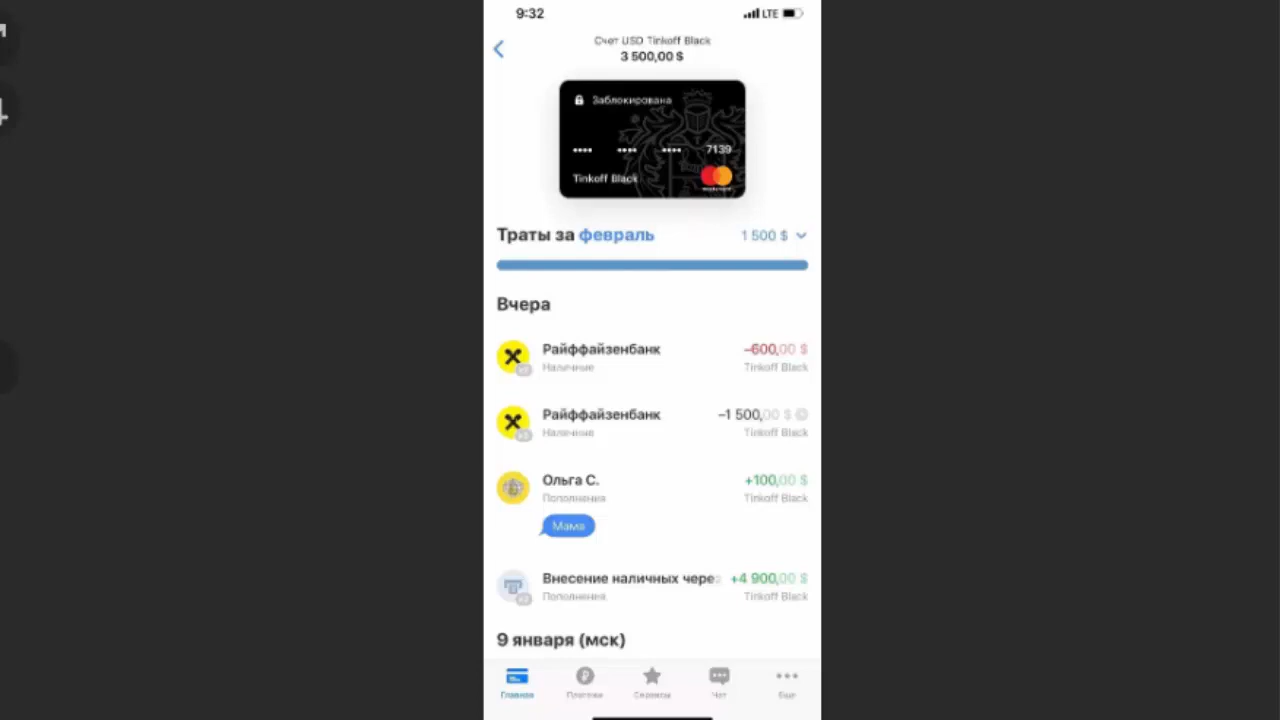 9:32
LTE
Счет USD Tinkoff Black
3 500,00 $
Заблокирована
•••• •••• •••• 7139
Tinkoff Black
Траты за февраль
1 500 $
Вчера
Райффайзенбанк
–600,00 $
Наличные
Tinkoff Black
Райффайзенбанк
–1 500,00 $
Наличные
Tinkoff Black
Ольга С.
+100,00 $
Пополнения
Tinkoff Black
Мама
Внесение наличных через
+4 900,00 $
Пополнения
Tinkoff Black
9 января (мск)
Главная
Платежи
Сервисы
Чат
Еще